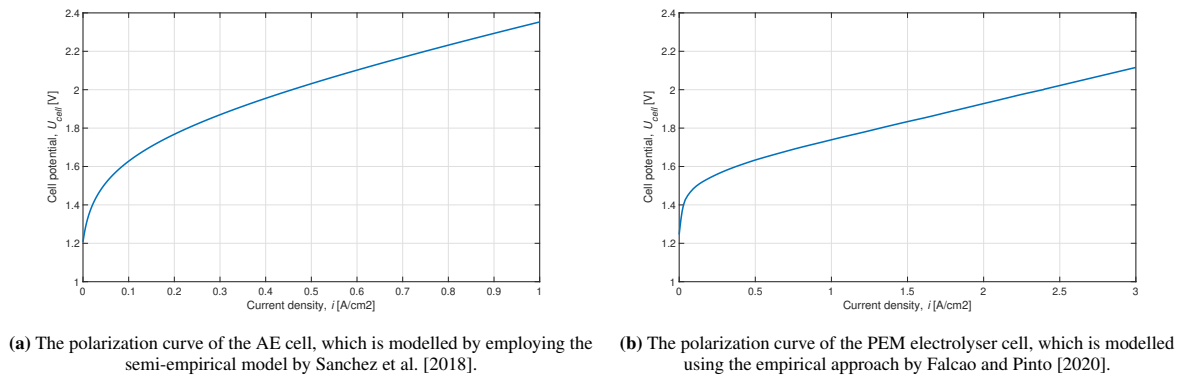 2.4
2.2
2
1.8
1.6
1.4
1.2
1
Cell potential, U_cell [V]
0 0.1 0.2 0.3 0.4 0.5 0.6 0.7 0.8 0.9 1
Current density, i [A/cm2]
2.4
2.2
2
1.8
1.6
1.4
1.2
1
Cell potential, U_cell [V]
0 0.5 1 1.5 2 2.5 3
Current density, i [A/cm2]
(a) The polarization curve of the AE cell, which is modelled by employing the
semi-empirical model by Sanchez et al. [2018].
(b) The polarization curve of the PEM electrolyser cell, which is modelled
using the empirical approach by Falcao and Pinto [2020].